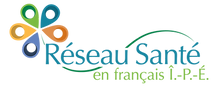 Réseau Santé
en français Î.-P.-É.